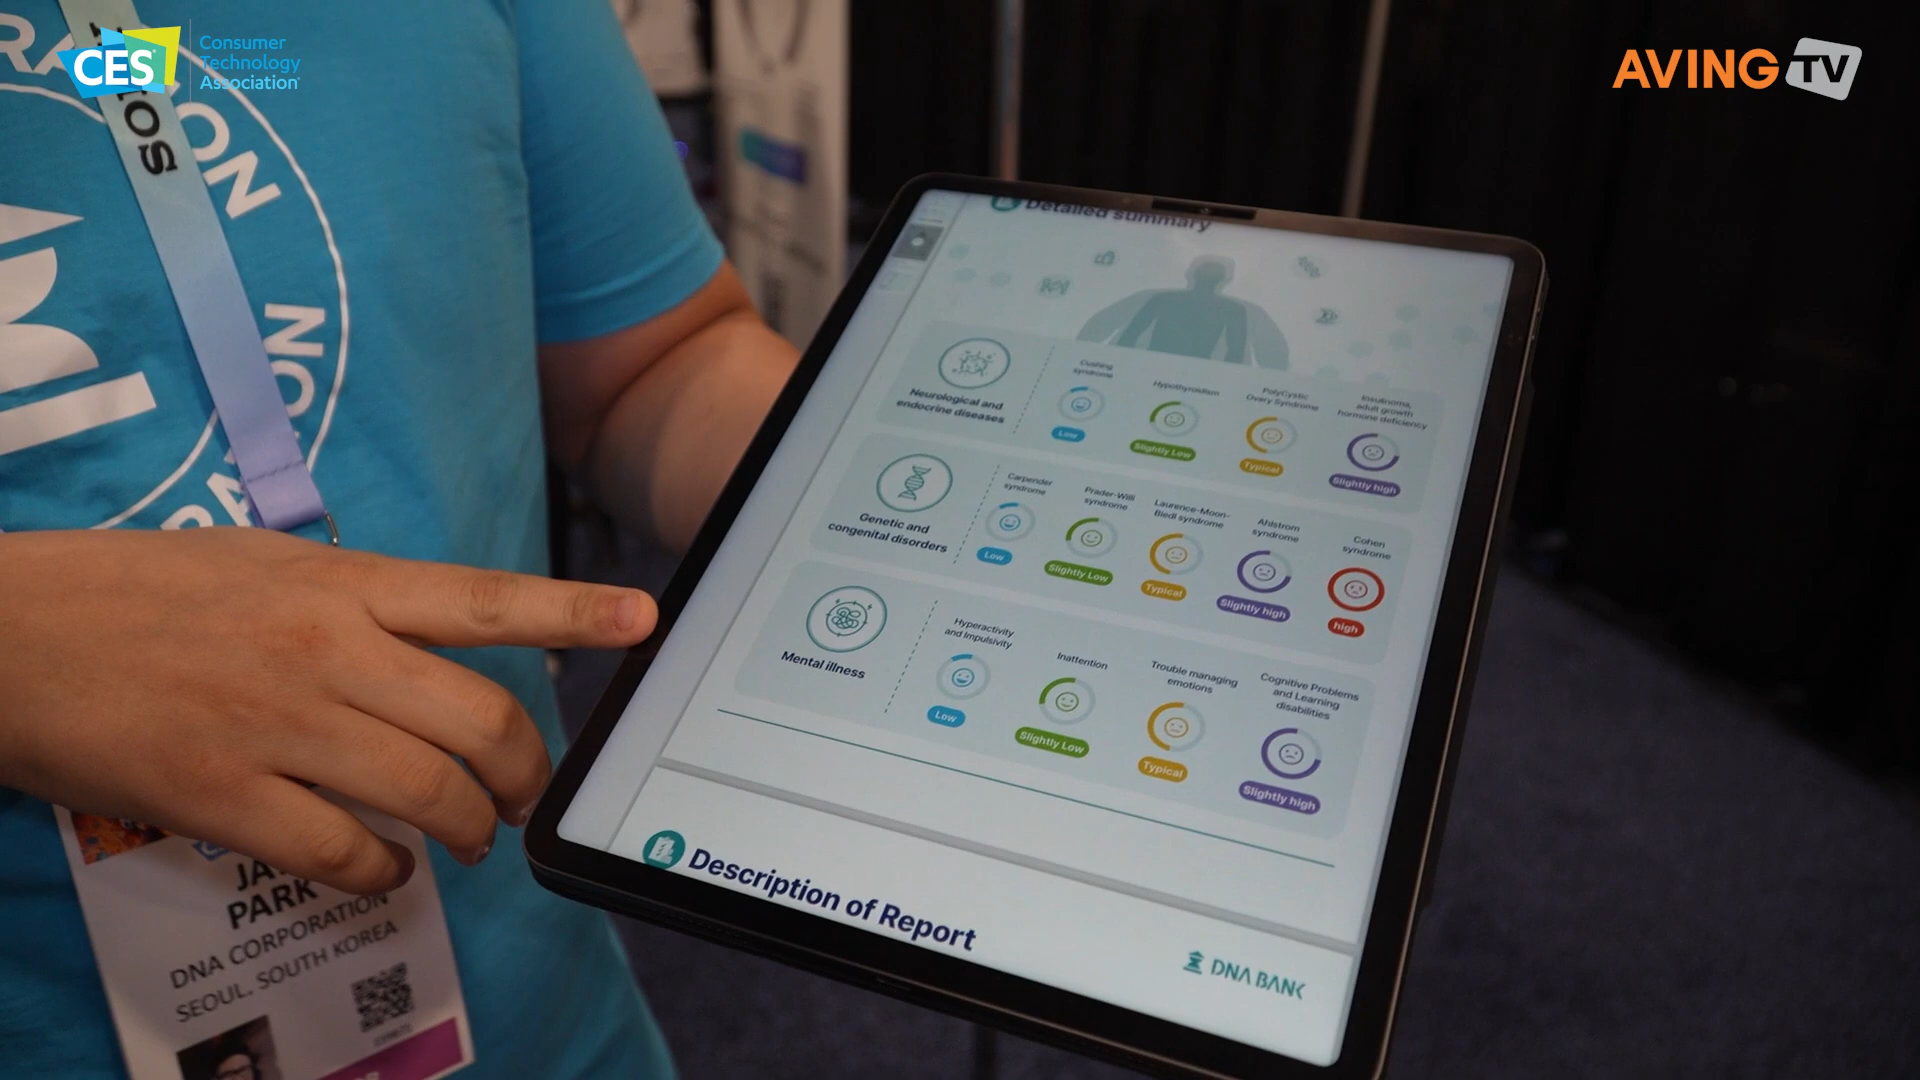 CES
Consumer
Technology
Association
AVING TV
SOU
ON
ION
Detailed summary
Neurological and
endocrine diseases
Cushing
syndrome
Low
Hypothyroidism
Slightly Low
PolyCystic
Ovary Syndrome
Typical
Insulinoma,
adult growth
hormone deficiency
Slightly high
Genetic and
congenital disorders
Carpender
syndrome
Low
Prader-Willi
syndrome
Slightly Low
Laurence-Moon-
Biedl syndrome
Typical
Ahlstrom
syndrome
Slightly high
Cohen
syndrome
high
Mental illness
Hyperactivity
and Impulsivity
Low
Inattention
Slightly Low
Trouble managing
emotions
Typical
Cognitive Problems
and Learning
disabilities
Slightly high
Description of Report
DNA BANK
PARK
DNA CORPORATION
SEOUL, SOUTH KOREA